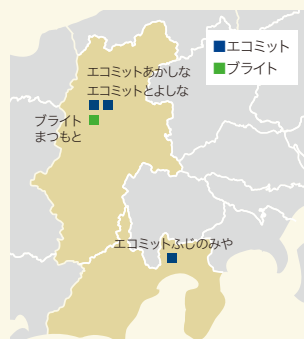 ■エコミット
■ブライト
エコミットあかしな
エコミットとよしな
ブライト
まつもと
エコミットふじのみや